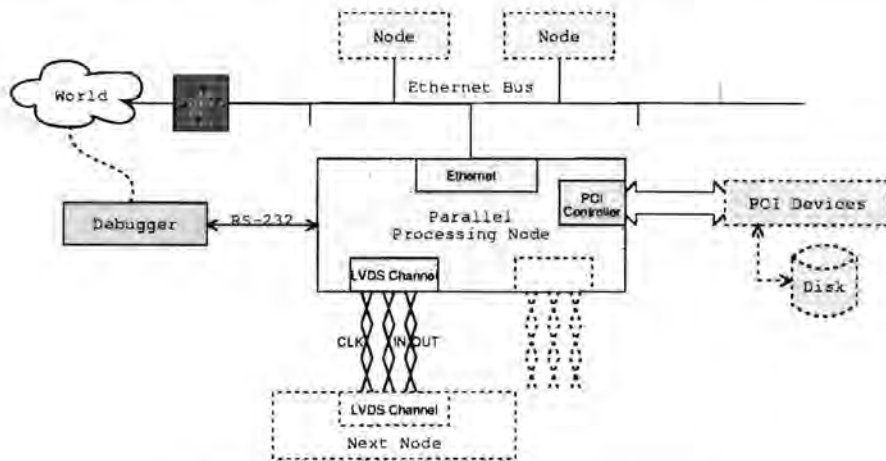 Node
Node
World
Ethernet Bus
Ethernet
PCI
Controller
PCI Devices
Debugger
RS-232
Parallel
Processing Node
LVDS Channel
Disk
CLK
IN
OUT
LVDS Channel
Next Node